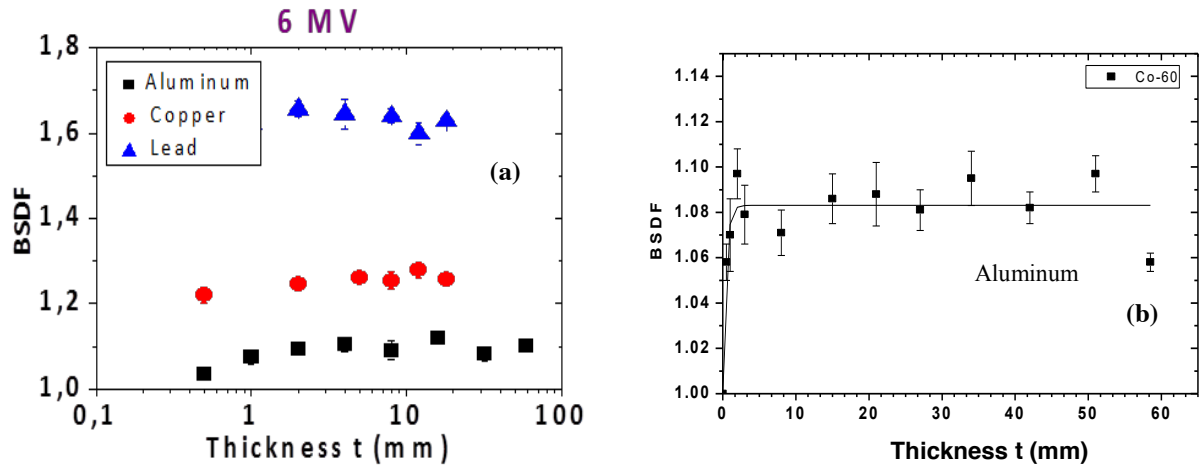 6 MV
1,8
1,6
1,4
1,2
1,0
BSDF
Aluminum
Copper
Lead
(a)
0,1 1 10 100
Thickness t (mm)
1.14
1.12
1.10
1.08
1.06
1.04
1.02
1.00
BSDF
Co-60
Aluminum
(b)
0 10 20 30 40 50 60
Thickness t (mm)